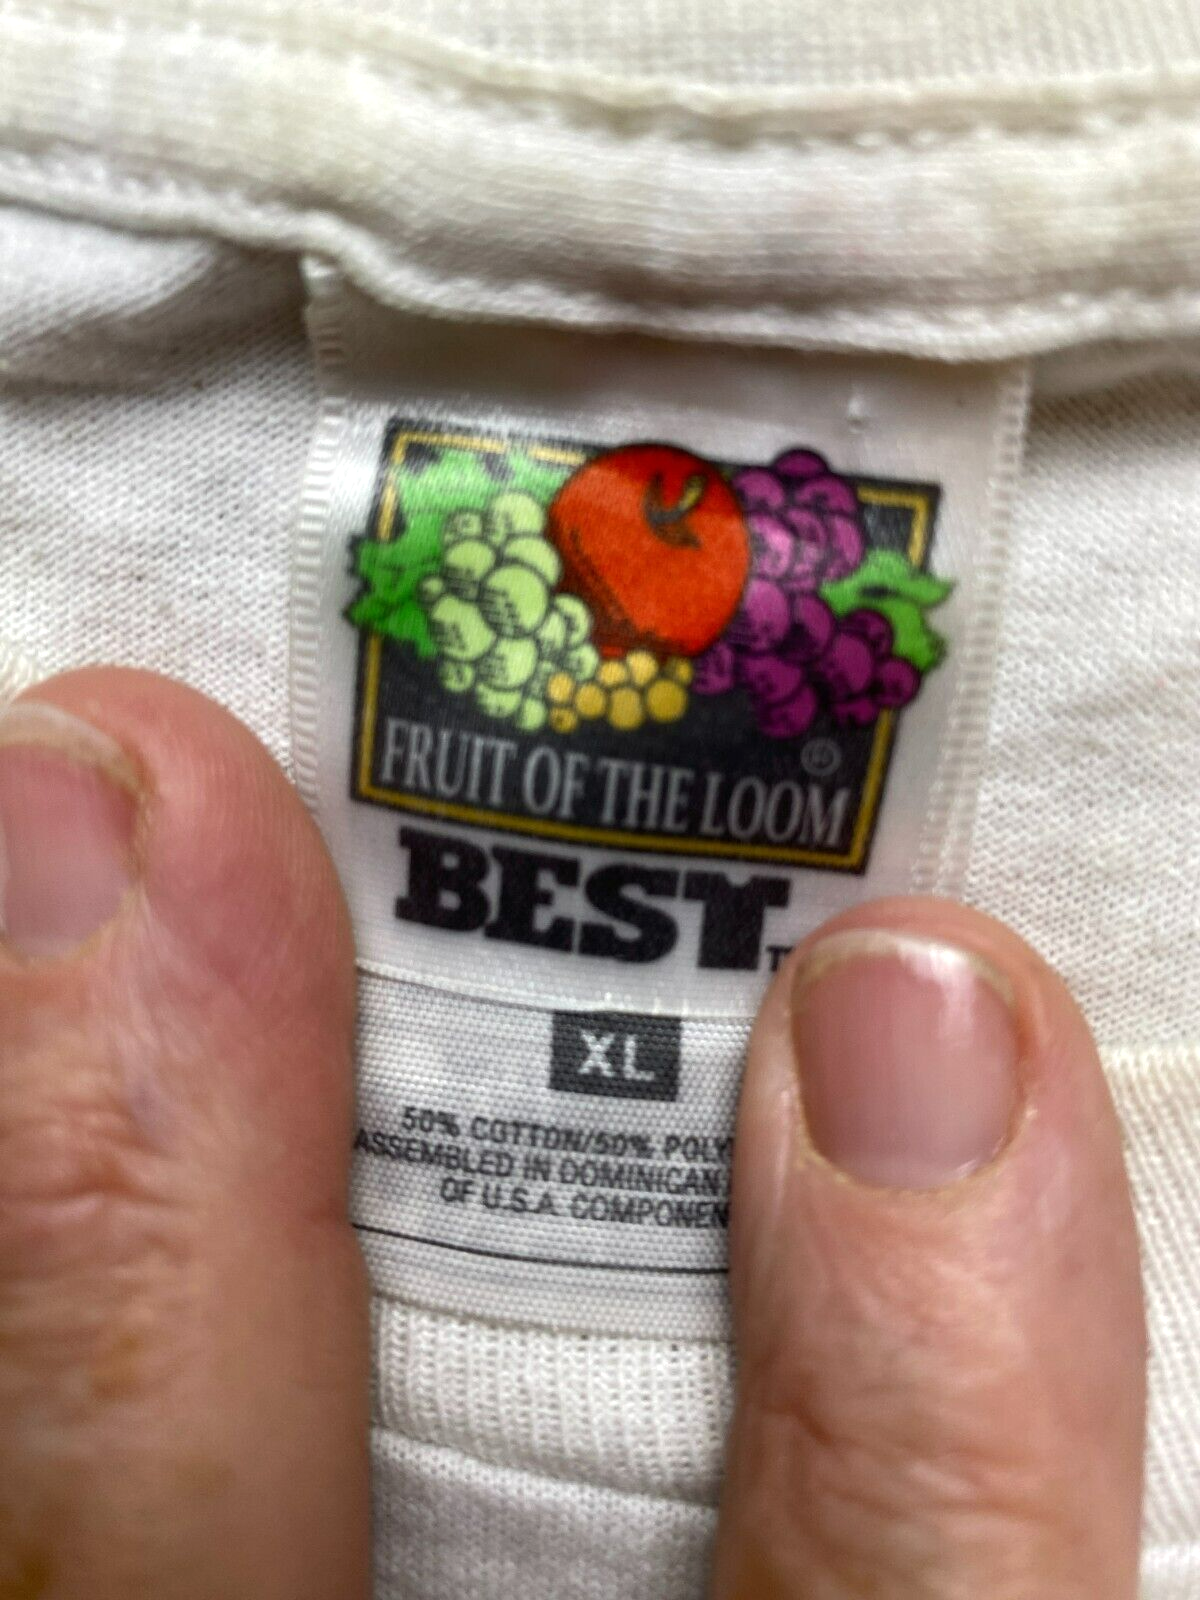 FRUIT OF THE LOOM ®
BEST
XL
50% COTTON/50% POLY
ASSEMBLED IN DOMINICAN
OF U.S.A. COMPONEN